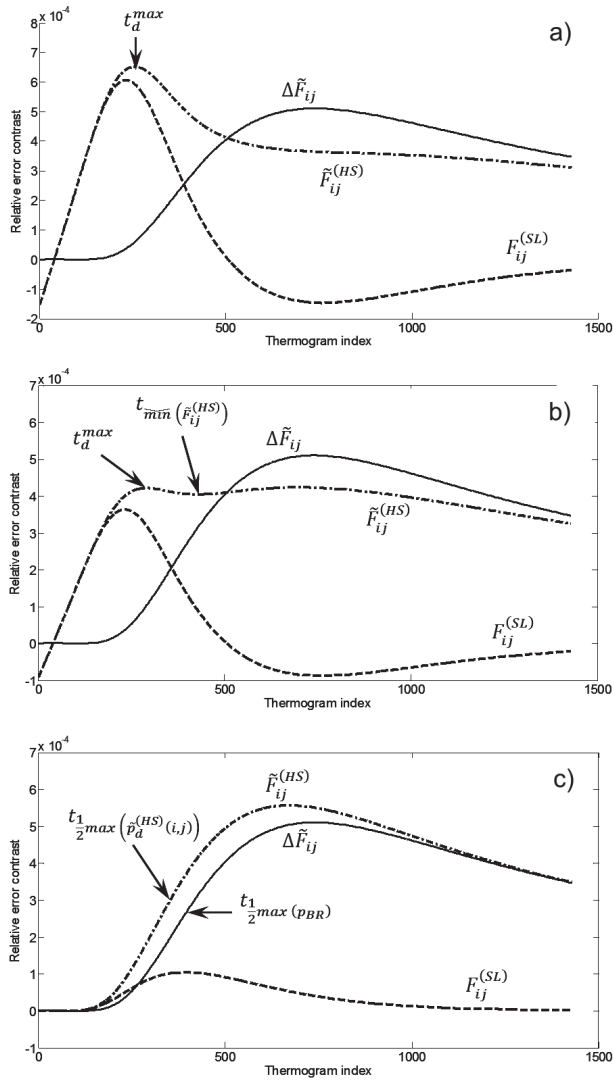 a)
x 10⁻⁴
8
7
6
5
4
3
2
1
0
-1
-2
Relative error contrast
t_d^max
ΔF̃_ij
F̃_ij^(HS)
F_ij^(SL)
0 500 1000 1500
Thermogram index
b)
x 10⁻⁴
7
6
5
4
3
2
1
0
-1
Relative error contrast
t_d^max
t_m̃ĩñ (F̃_ij^(HS))
ΔF̃_ij
F̃_ij^(HS)
F_ij^(SL)
0 500 1000 1500
Thermogram index
c)
x 10⁻⁴
7
6
5
4
3
2
1
0
-1
Relative error contrast
F̃_ij^(HS)
t_½max (p̃_d^(HS) (i,j))
ΔF̃_ij
t_½max (p_BR)
F_ij^(SL)
0 500 1000 1500
Thermogram index